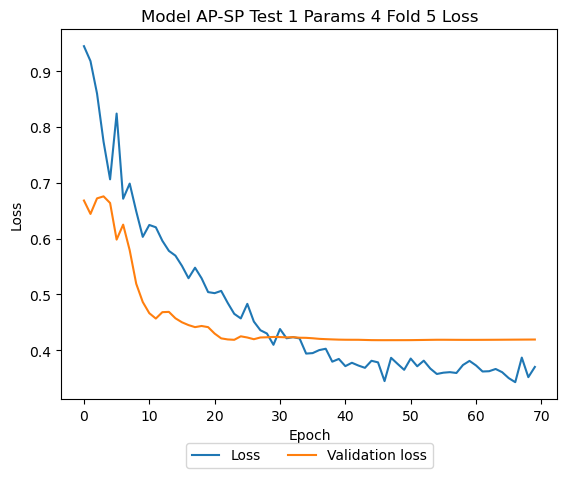 Model AP-SP Test 1 Params 4 Fold 5 Loss
Loss
0.9
0.8
0.7
0.6
0.5
0.4
0 10 20 30 40 50 60 70
Epoch
Loss Validation loss